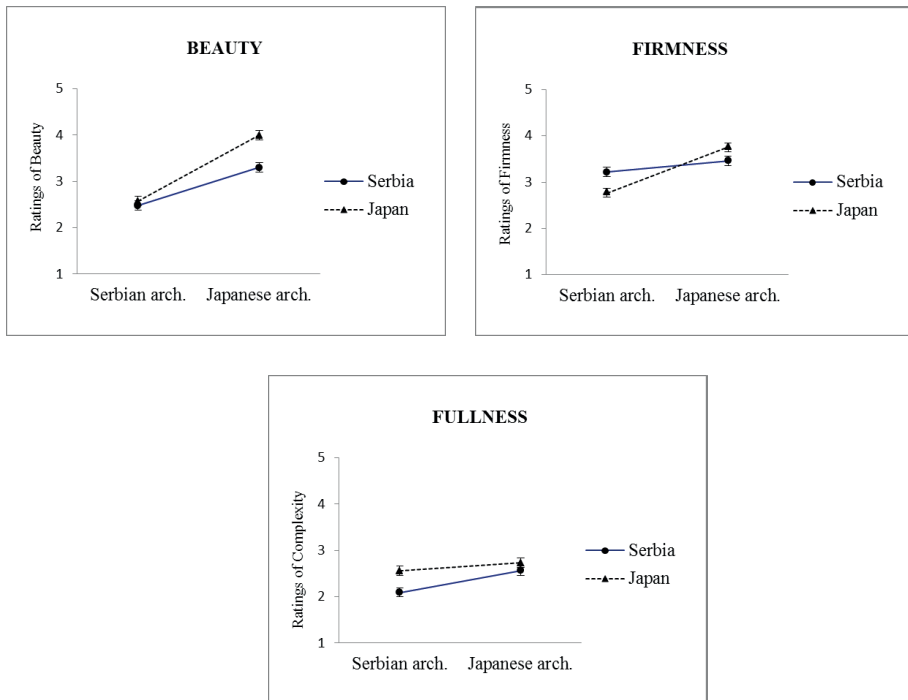 BEAUTY
Ratings of Beauty
5
4
3
2
1
Serbian arch. Japanese arch.
Serbia
Japan
FIRMNESS
Ratings of Firmness
5
4
3
2
1
Serbian arch. Japanese arch.
Serbia
Japan
FULLNESS
Ratings of Complexity
5
4
3
2
1
Serbian arch. Japanese arch.
Serbia
Japan